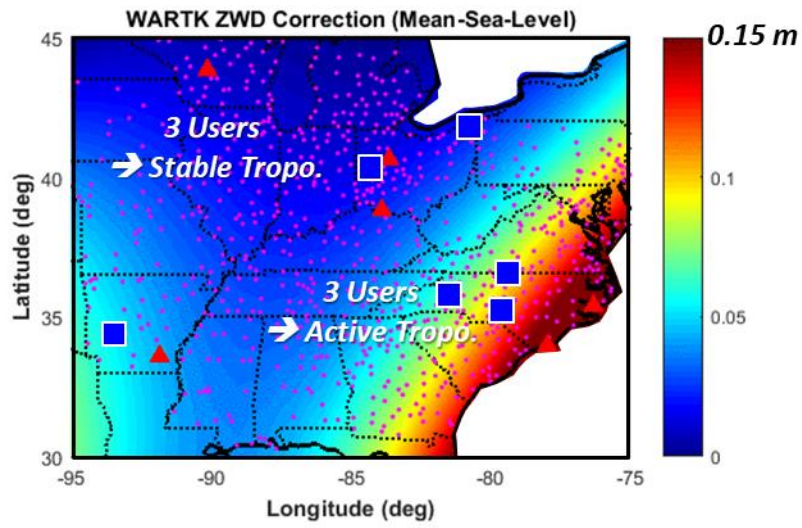 WARTK ZWD Correction (Mean-Sea-Level)
0.15 m
45
3 Users
➔ Stable Tropo.
40
0.1
Latitude (deg)
3 Users
➔ Active Tropo.
35
0.05
30
0
-95
-90
-85
-80
-75
Longitude (deg)